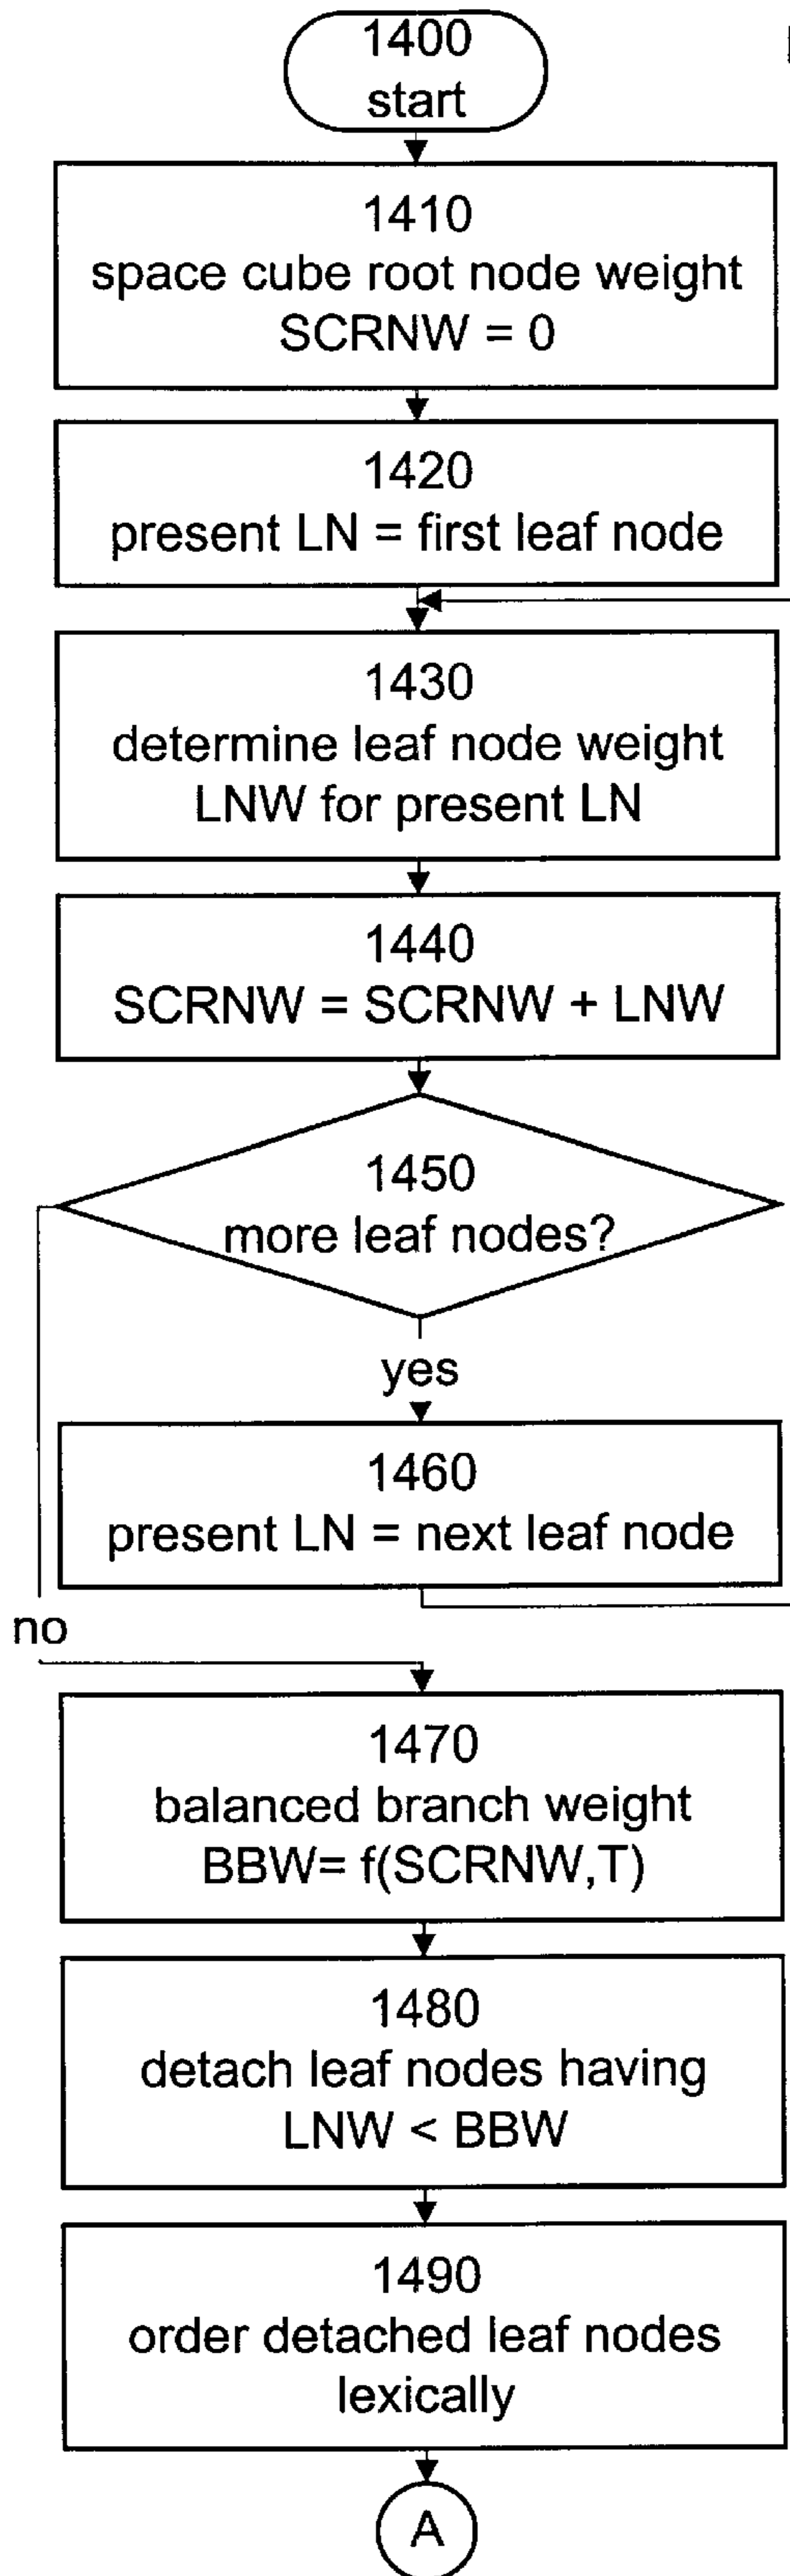 1400
start
1410
space cube root node weight
SCRNW = 0
1420
present LN = first leaf node
1430
determine leaf node weight
LNW for present LN
1440
SCRNW = SCRNW + LNW
1450
more leaf nodes?
yes
1460
present LN = next leaf node
no
1470
balanced branch weight
BBW= f(SCRNW,T)
1480
detach leaf nodes having
LNW < BBW
1490
order detached leaf nodes
lexically
A